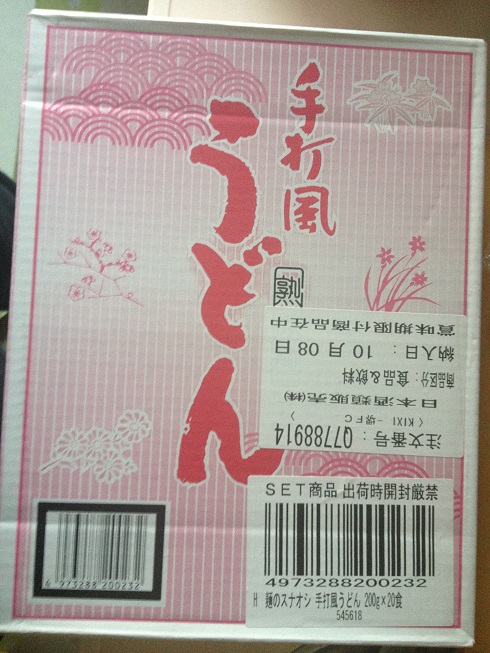 手打風
うどん
熟
賞味期限付商品在中
納入日： 10 月 08 日
商品区分： 食品＆飲料
日本酒類販売(株)
〈 KIXI －堺FC 〉
注文番号： Q7788914
SET商品 出荷時開封厳禁
4973288200232
H 麺のスナオシ 手打風うどん 200g×20食
545618
4 973288 200232